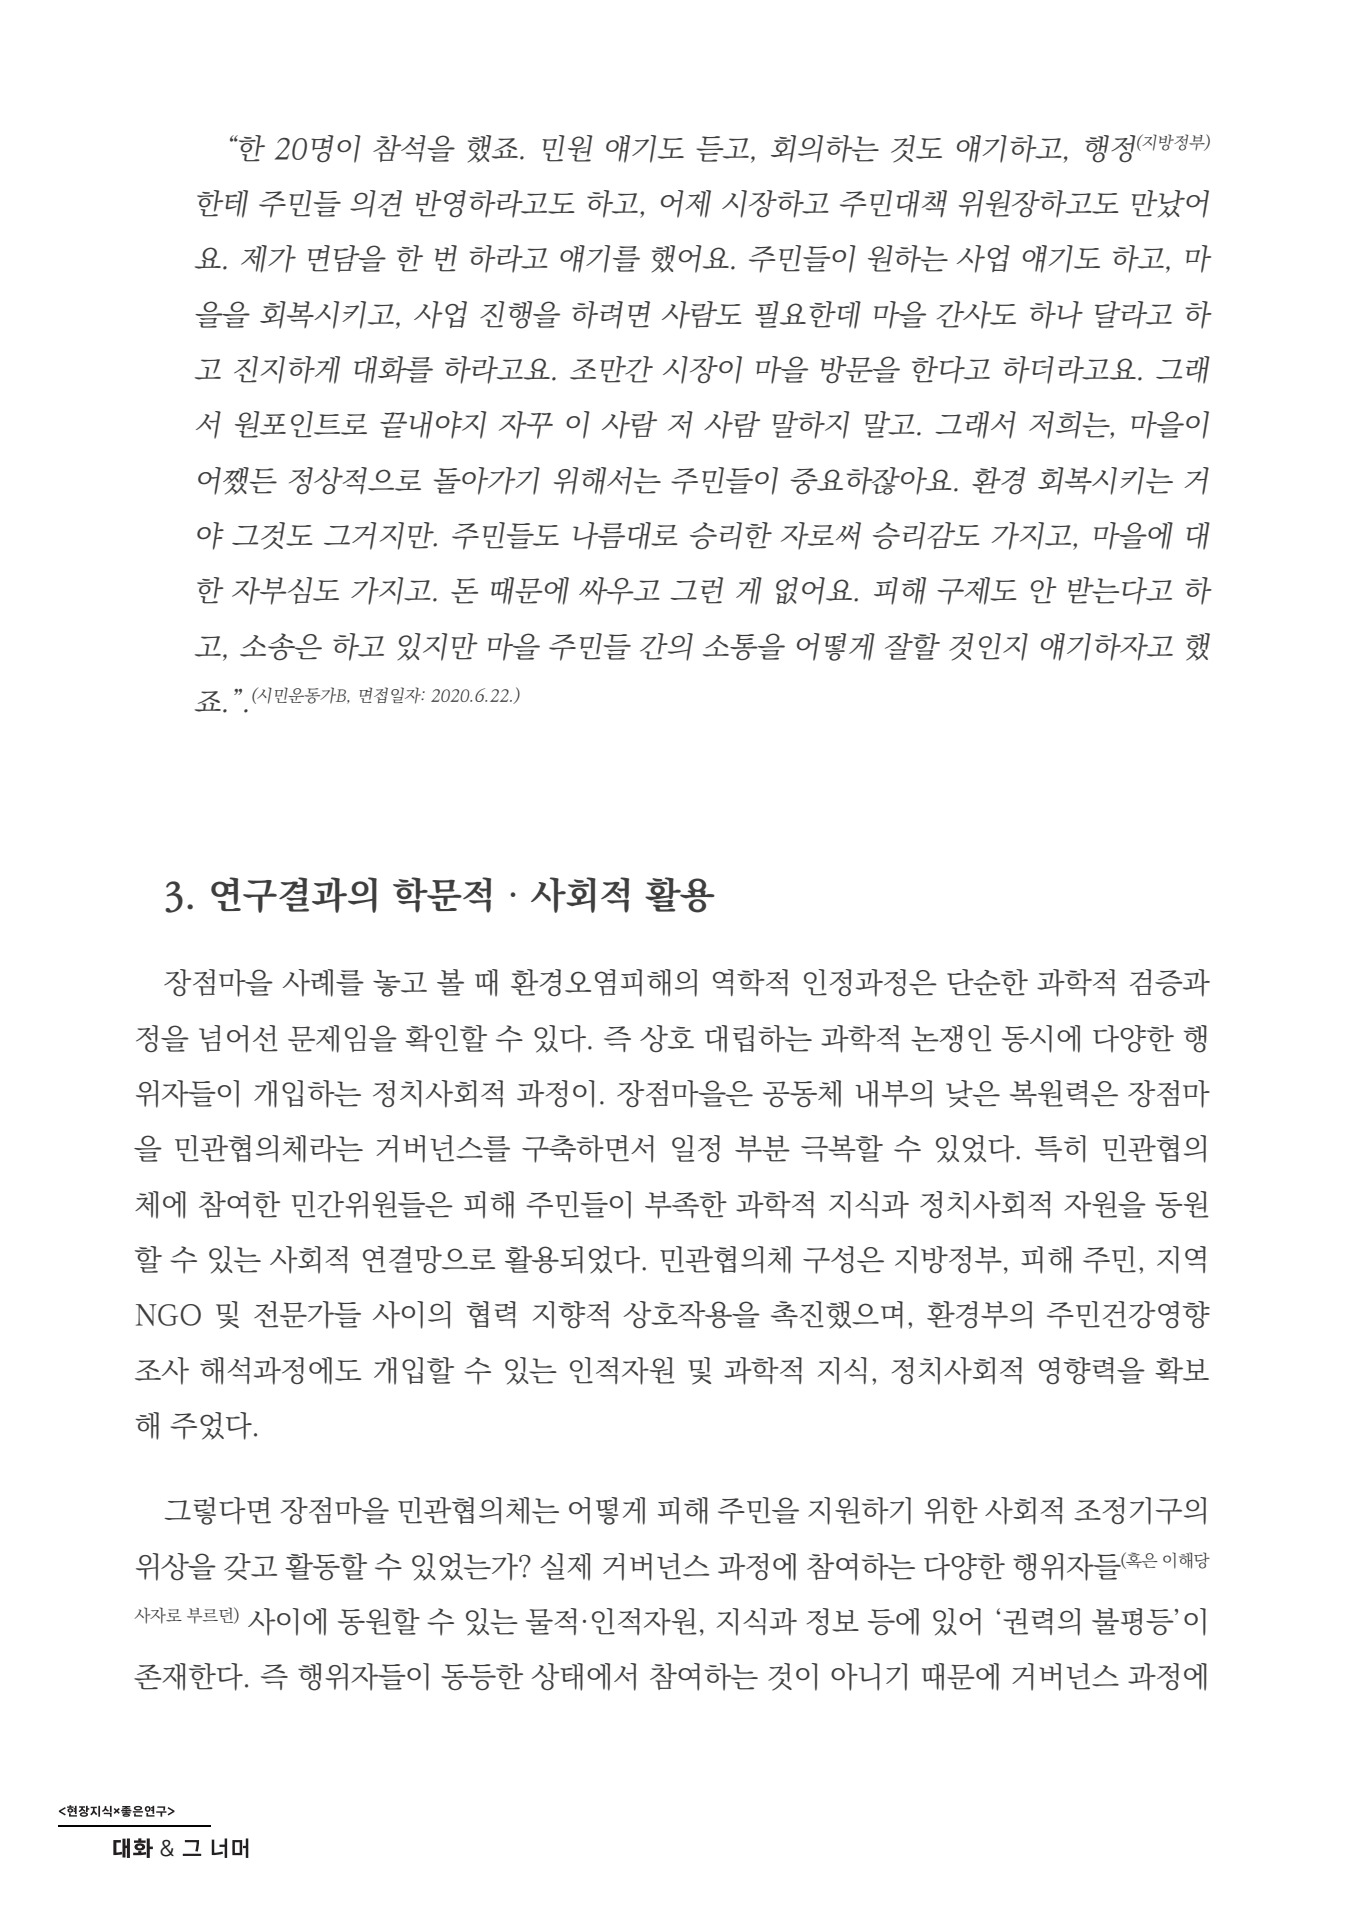 “한 20명이 참석을 했죠. 민원 얘기도 듣고, 회의하는 것도 얘기하고, 행정(지방정부)
한테 주민들 의견 반영하라고도 하고, 어제 시장하고 주민대책 위원장하고도 만났어
요. 제가 면담을 한 번 하라고 얘기를 했어요. 주민들이 원하는 사업 얘기도 하고, 마
을을 회복시키고, 사업 진행을 하려면 사람도 필요한데 마을 간사도 하나 달라고 하
고 진지하게 대화를 하라고요. 조만간 시장이 마을 방문을 한다고 하더라고요. 그래
서 원포인트로 끝내야지 자꾸 이 사람 저 사람 말하지 말고. 그래서 저희는, 마을이
어쨌든 정상적으로 돌아가기 위해서는 주민들이 중요하잖아요. 환경 회복시키는 거
야 그것도 그거지만. 주민들도 나름대로 승리한 자로써 승리감도 가지고, 마을에 대
한 자부심도 가지고. 돈 때문에 싸우고 그런 게 없어요. 피해 구제도 안 받는다고 하
고, 소송은 하고 있지만 마을 주민들 간의 소통을 어떻게 잘할 것인지 얘기하자고 했
죠.”.(시민운동가B, 면접일자: 2020.6.22.)
3. 연구결과의 학문적 · 사회적 활용
장점마을 사례를 놓고 볼 때 환경오염피해의 역학적 인정과정은 단순한 과학적 검증과
정을 넘어선 문제임을 확인할 수 있다. 즉 상호 대립하는 과학적 논쟁인 동시에 다양한 행
위자들이 개입하는 정치사회적 과정이. 장점마을은 공동체 내부의 낮은 복원력은 장점마
을 민관협의체라는 거버넌스를 구축하면서 일정 부분 극복할 수 있었다. 특히 민관협의
체에 참여한 민간위원들은 피해 주민들이 부족한 과학적 지식과 정치사회적 자원을 동원
할 수 있는 사회적 연결망으로 활용되었다. 민관협의체 구성은 지방정부, 피해 주민, 지역
NGO 및 전문가들 사이의 협력 지향적 상호작용을 촉진했으며, 환경부의 주민건강영향
조사 해석과정에도 개입할 수 있는 인적자원 및 과학적 지식, 정치사회적 영향력을 확보
해 주었다.
그렇다면 장점마을 민관협의체는 어떻게 피해 주민을 지원하기 위한 사회적 조정기구의
위상을 갖고 활동할 수 있었는가? 실제 거버넌스 과정에 참여하는 다양한 행위자들(혹은 이해당
사자로 부르던) 사이에 동원할 수 있는 물적·인적자원, 지식과 정보 등에 있어 ‘권력의 불평등’이
존재한다. 즉 행위자들이 동등한 상태에서 참여하는 것이 아니기 때문에 거버넌스 과정에
<현장지식×좋은연구>
대화 & 그 너머